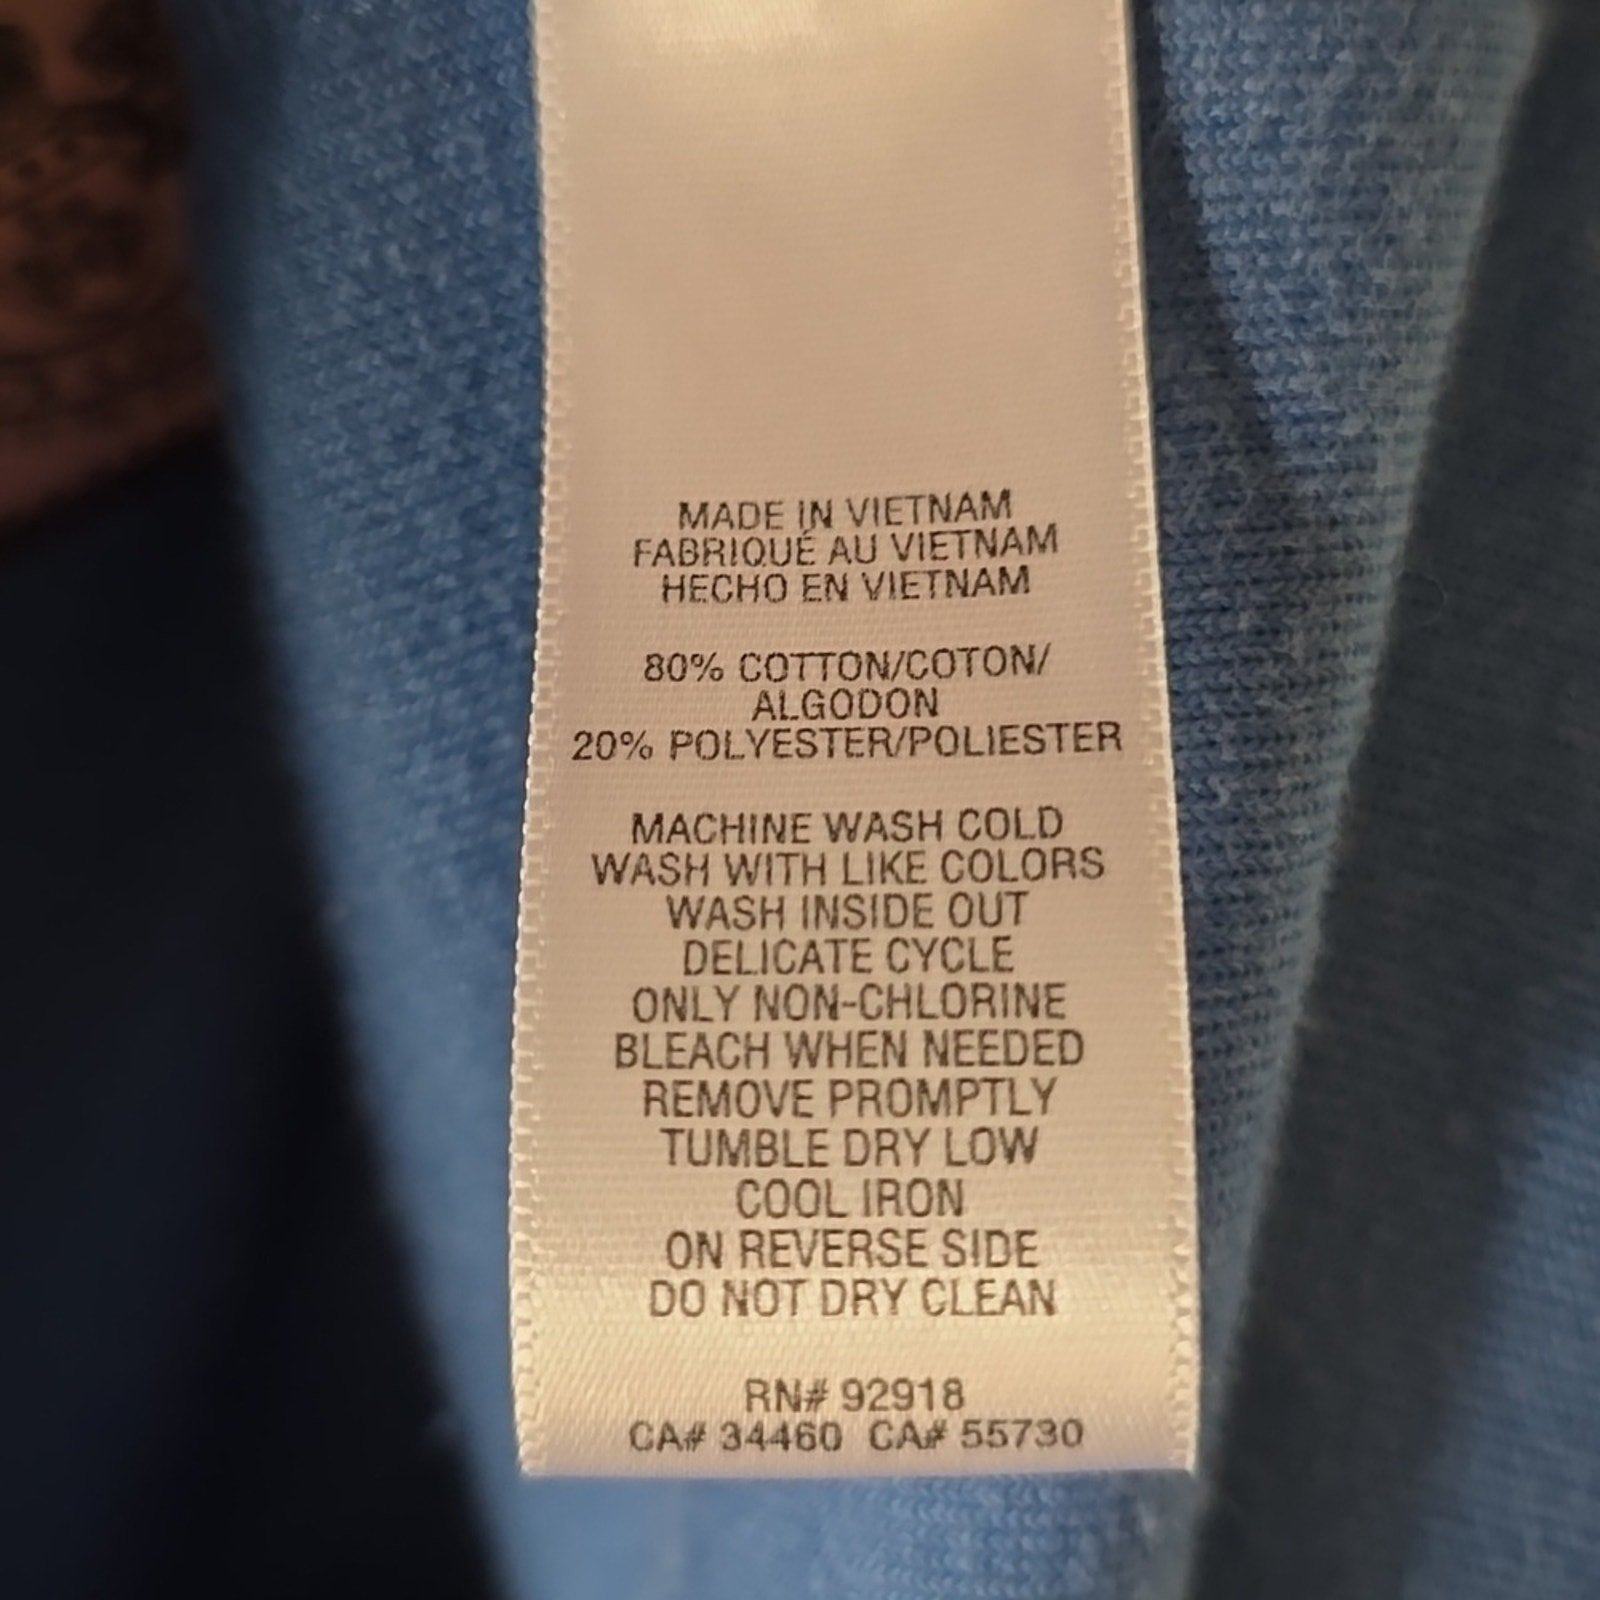 MADE IN VIETNAM
FABRIQUÉ AU VIETNAM
HECHO EN VIETNAM
80% COTTON/COTON/
ALGODON
20% POLYESTER/POLIESTER
MACHINE WASH COLD
WASH WITH LIKE COLORS
WASH INSIDE OUT
DELICATE CYCLE
ONLY NON-CHLORINE
BLEACH WHEN NEEDED
REMOVE PROMPTLY
TUMBLE DRY LOW
COOL IRON
ON REVERSE SIDE
DO NOT DRY CLEAN
RN# 92918
CA# 34460 CA# 55730